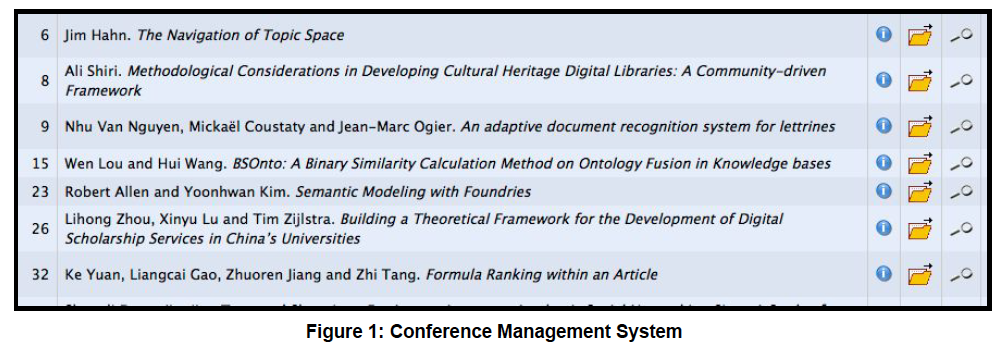 6 Jim Hahn. The Navigation of Topic Space
8 Ali Shiri. Methodological Considerations in Developing Cultural Heritage Digital Libraries: A Community-driven
Framework
9 Nhu Van Nguyen, Mickaël Coustaty and Jean-Marc Ogier. An adaptive document recognition system for lettrines
15 Wen Lou and Hui Wang. BSOnto: A Binary Similarity Calculation Method on Ontology Fusion in Knowledge bases
23 Robert Allen and Yoonhwan Kim. Semantic Modeling with Foundries
26 Lihong Zhou, Xinyu Lu and Tim Zijlstra. Building a Theoretical Framework for the Development of Digital
Scholarship Services in China's Universities
32 Ke Yuan, Liangcai Gao, Zhuoren Jiang and Zhi Tang. Formula Ranking within an Article
Figure 1: Conference Management System